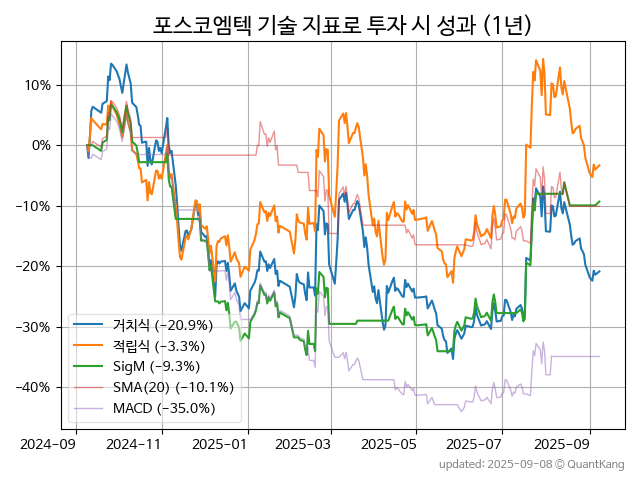 포스코엠텍 기술 지표로 투자 시 성과 (1년)
10%
0%
−10%
−20%
−30%
−40%
거치식 (−20.9%)
적립식 (−3.3%)
SigM (−9.3%)
SMA(20) (−10.1%)
MACD (−35.0%)
2024−09
2024−11
2025−01
2025−03
2025−05
2025−07
2025−09
updated: 2025-09-08 © QuantKang